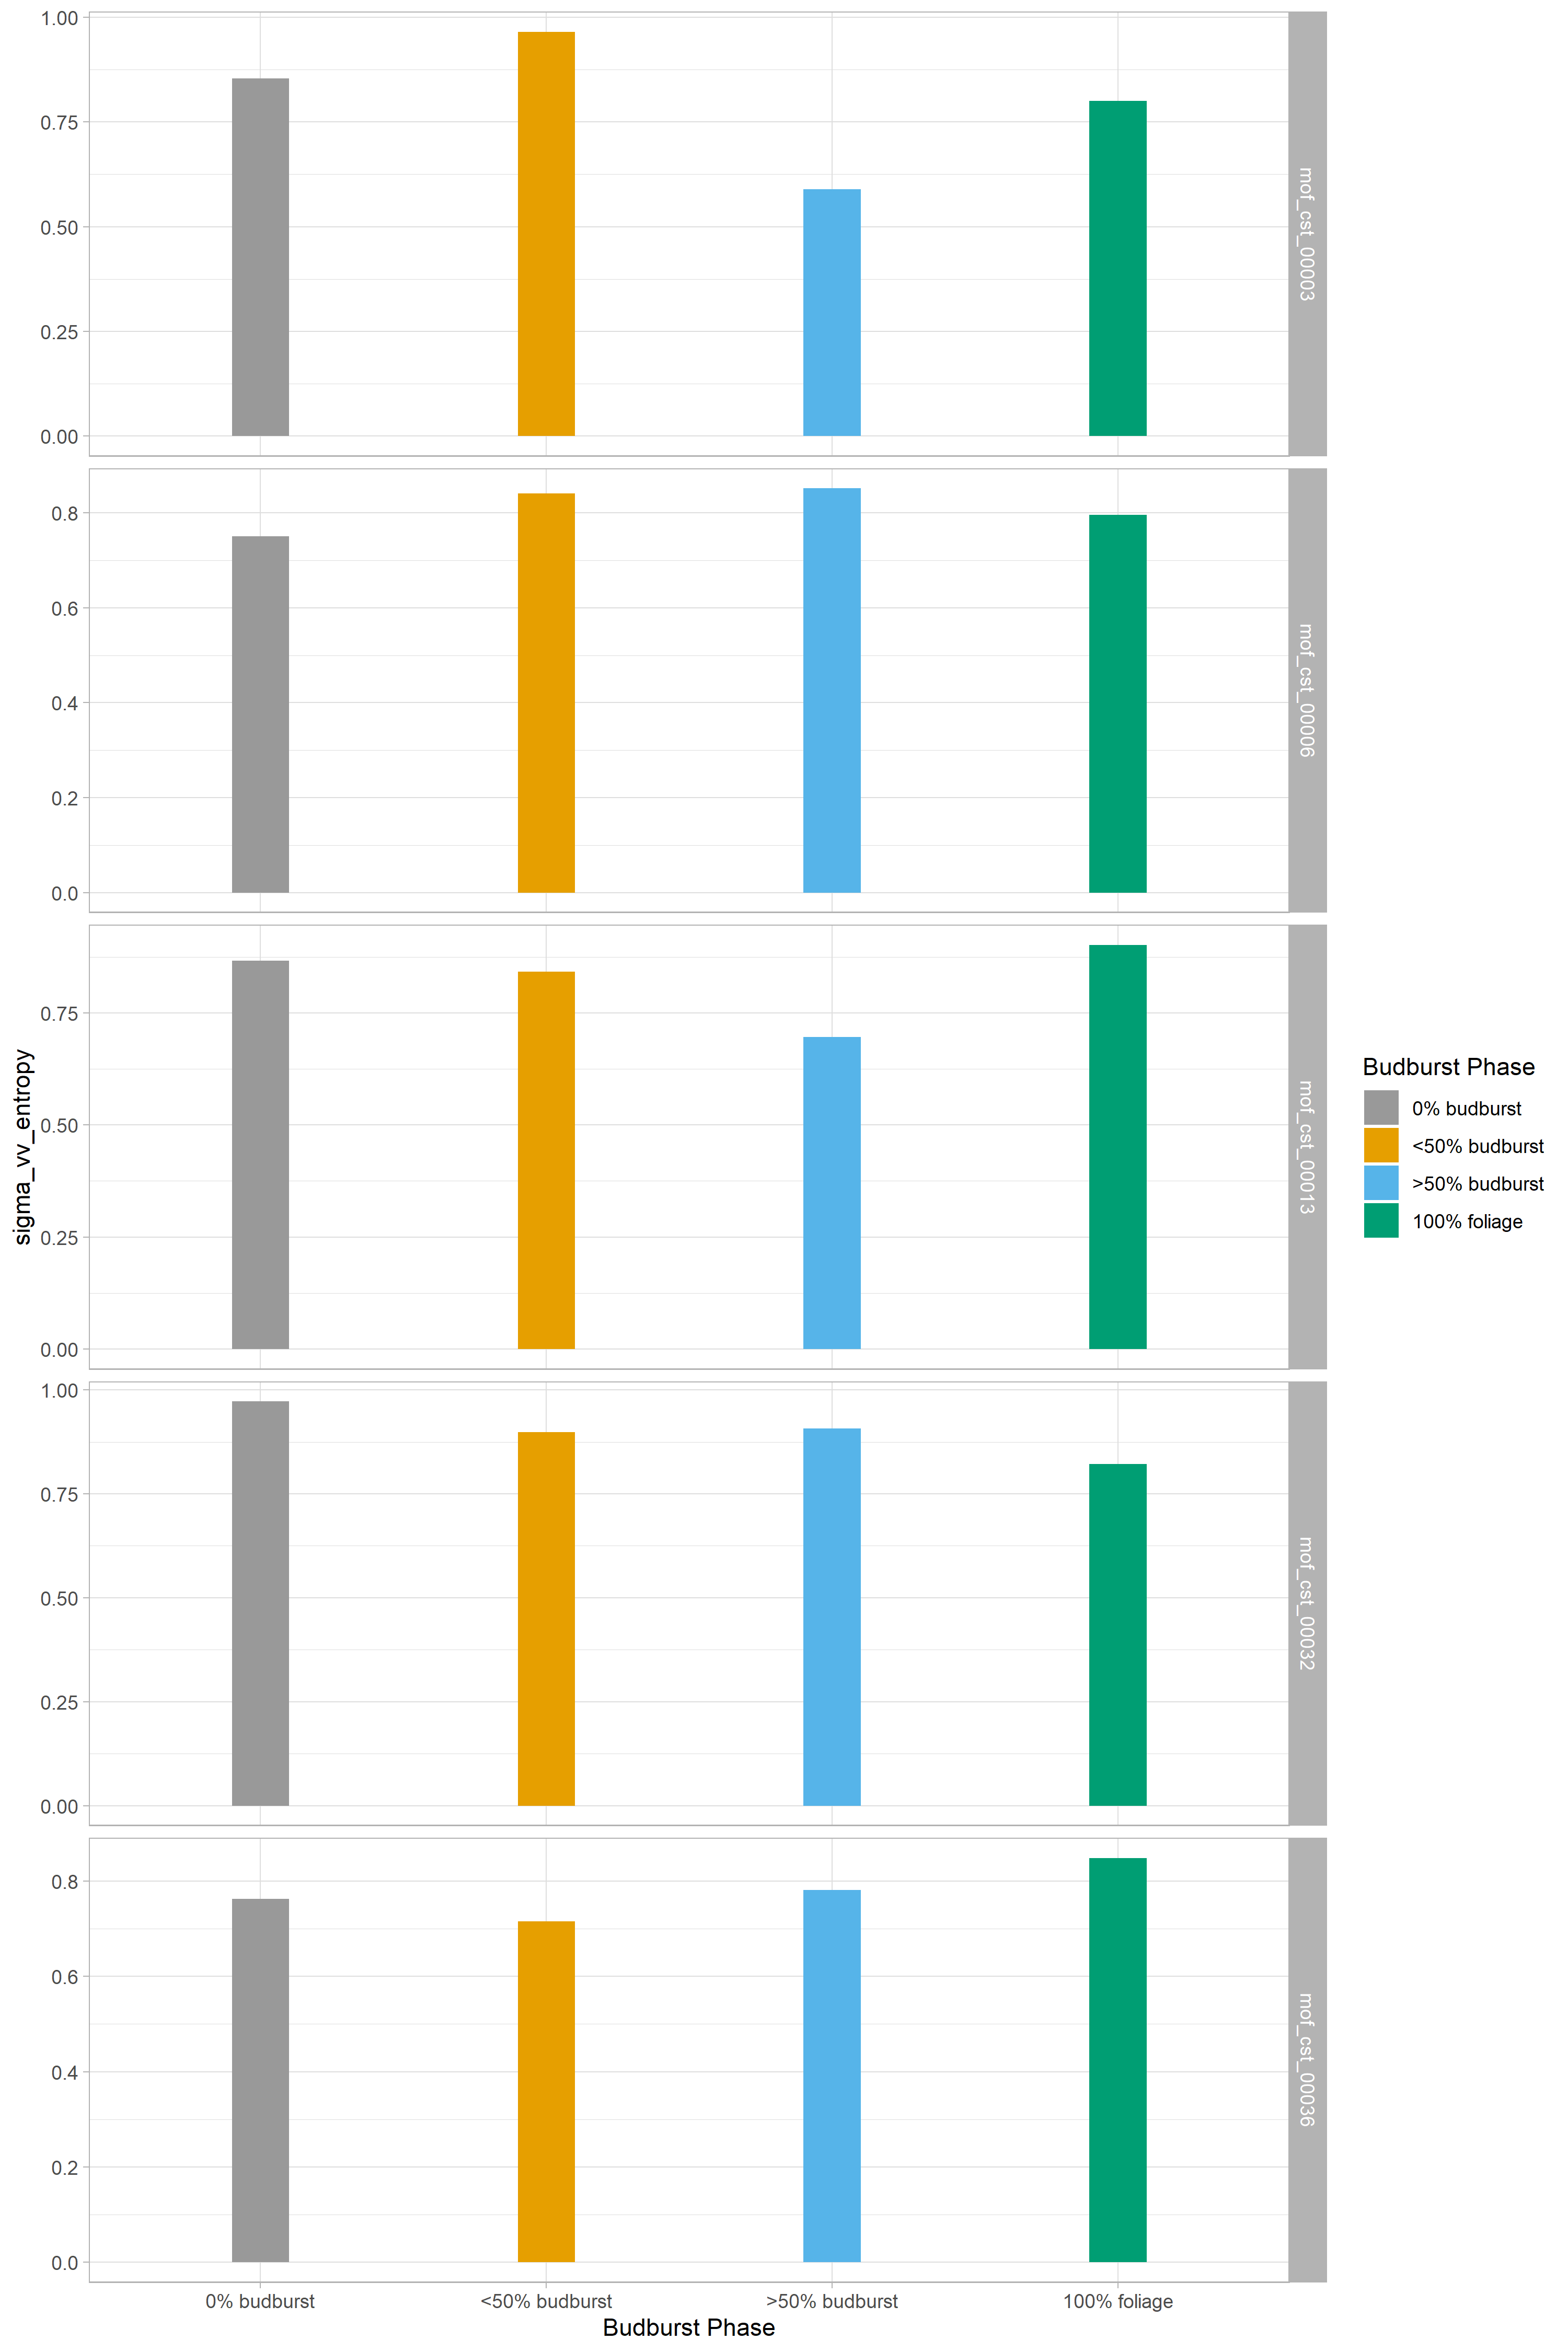 1.00
0.75
0.50
0.25
0.00
mof_cst_00003
0.8
0.6
0.4
0.2
0.0
mof_cst_00006
0.75
0.50
0.25
0.00
mof_cst_00013
1.00
0.75
0.50
0.25
0.00
mof_cst_00032
0.8
0.6
0.4
0.2
0.0
mof_cst_00036
sigma_vv_entropy
0% budburst
<50% budburst
>50% budburst
100% foliage
Budburst Phase
Budburst Phase
0% budburst
<50% budburst
>50% budburst
100% foliage